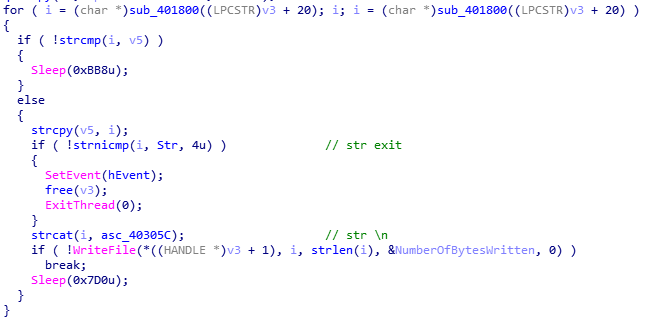 for ( i = (char *)sub_401800((LPCSTR)v3 + 20); i; i = (char *)sub_401800((LPCSTR)v3 + 20) )
{
  if ( !strcmp(i, v5) )
  {
    Sleep(0xBB8u);
  }
  else
  {
    strcpy(v5, i);
    if ( !strnicmp(i, Str, 4u) )           // str exit
    {
      SetEvent(hEvent);
      free(v3);
      ExitThread(0);
    }
    strcat(i, asc_40305C);                 // str \n
    if ( !WriteFile(*((HANDLE *)v3 + 1), i, strlen(i), &NumberOfBytesWritten, 0) )
      break;
    Sleep(0x7D0u);
  }
}